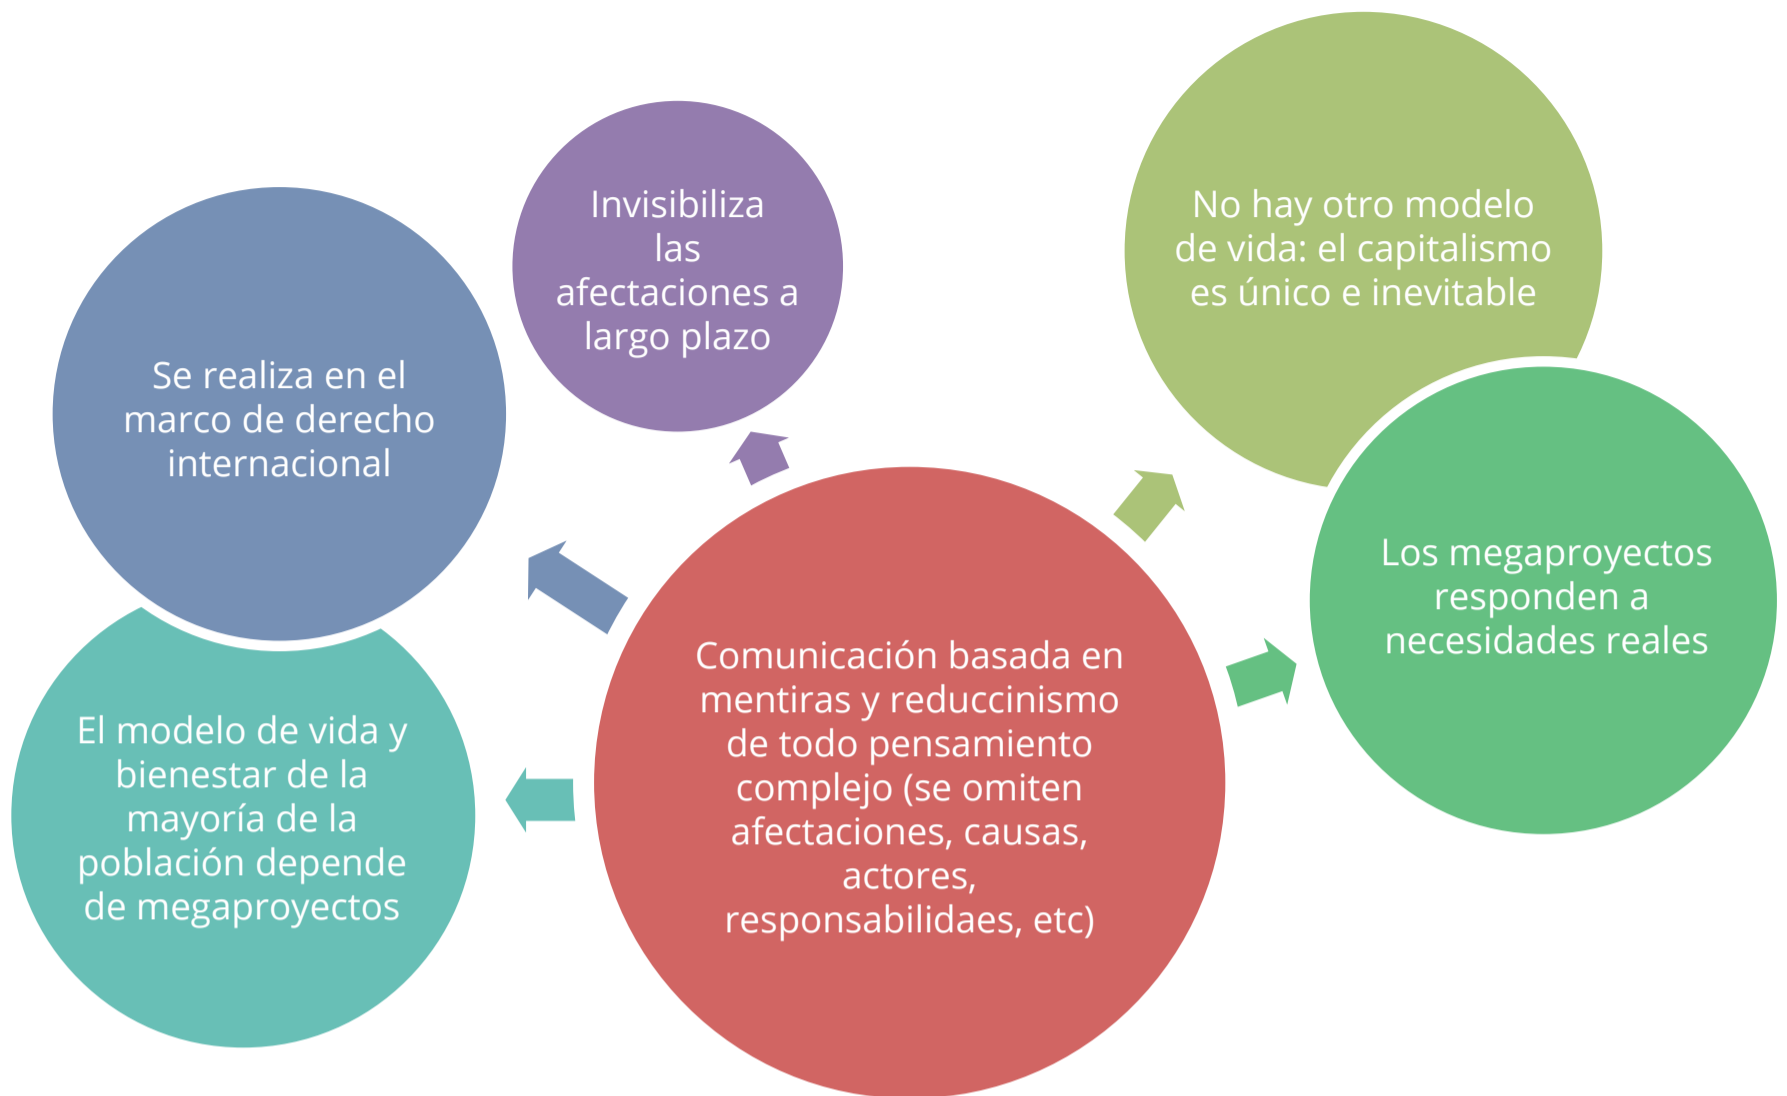 Invisibiliza
las
afectaciones a
largo plazo
No hay otro modelo
de vida: el capitalismo
es único e inevitable
Se realiza en el
marco de derecho
internacional
Los megaproyectos
responden a
necesidades reales
El modelo de vida y
bienestar de la
mayoría de la
población depende
de megaproyectos
Comunicación basada en
mentiras y reduccinismo
de todo pensamiento
complejo (se omiten
afectaciones, causas,
actores,
responsabilidaes, etc)